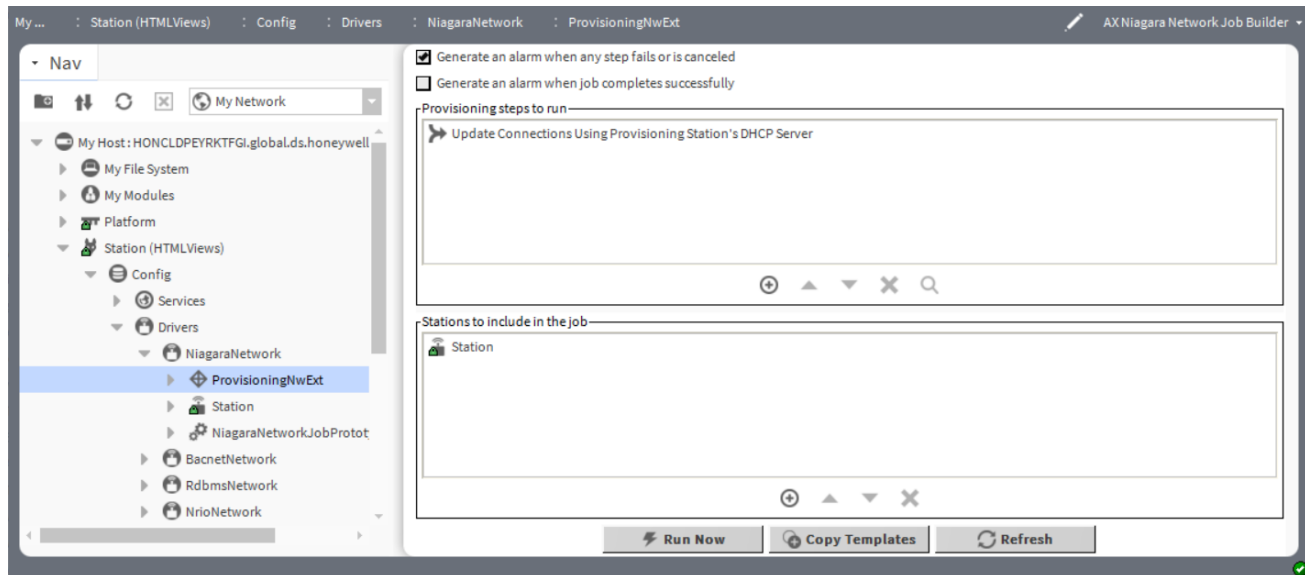 My ... : Station (HTMLViews) : Config : Drivers : NiagaraNetwork : ProvisioningNwExt AX Niagara Network Job Builder
Nav
My Network
My Host : HONCLDPEYRKTFGI.global.ds.honeywell
My File System
My Modules
Platform
Station (HTMLViews)
Config
Services
Drivers
NiagaraNetwork
ProvisioningNwExt
Station
NiagaraNetworkJobProtot
BacnetNetwork
RdbmsNetwork
NrioNetwork
Generate an alarm when any step fails or is canceled
Generate an alarm when job completes successfully
Provisioning steps to run
Update Connections Using Provisioning Station's DHCP Server
Stations to include in the job
Station
Run Now Copy Templates Refresh